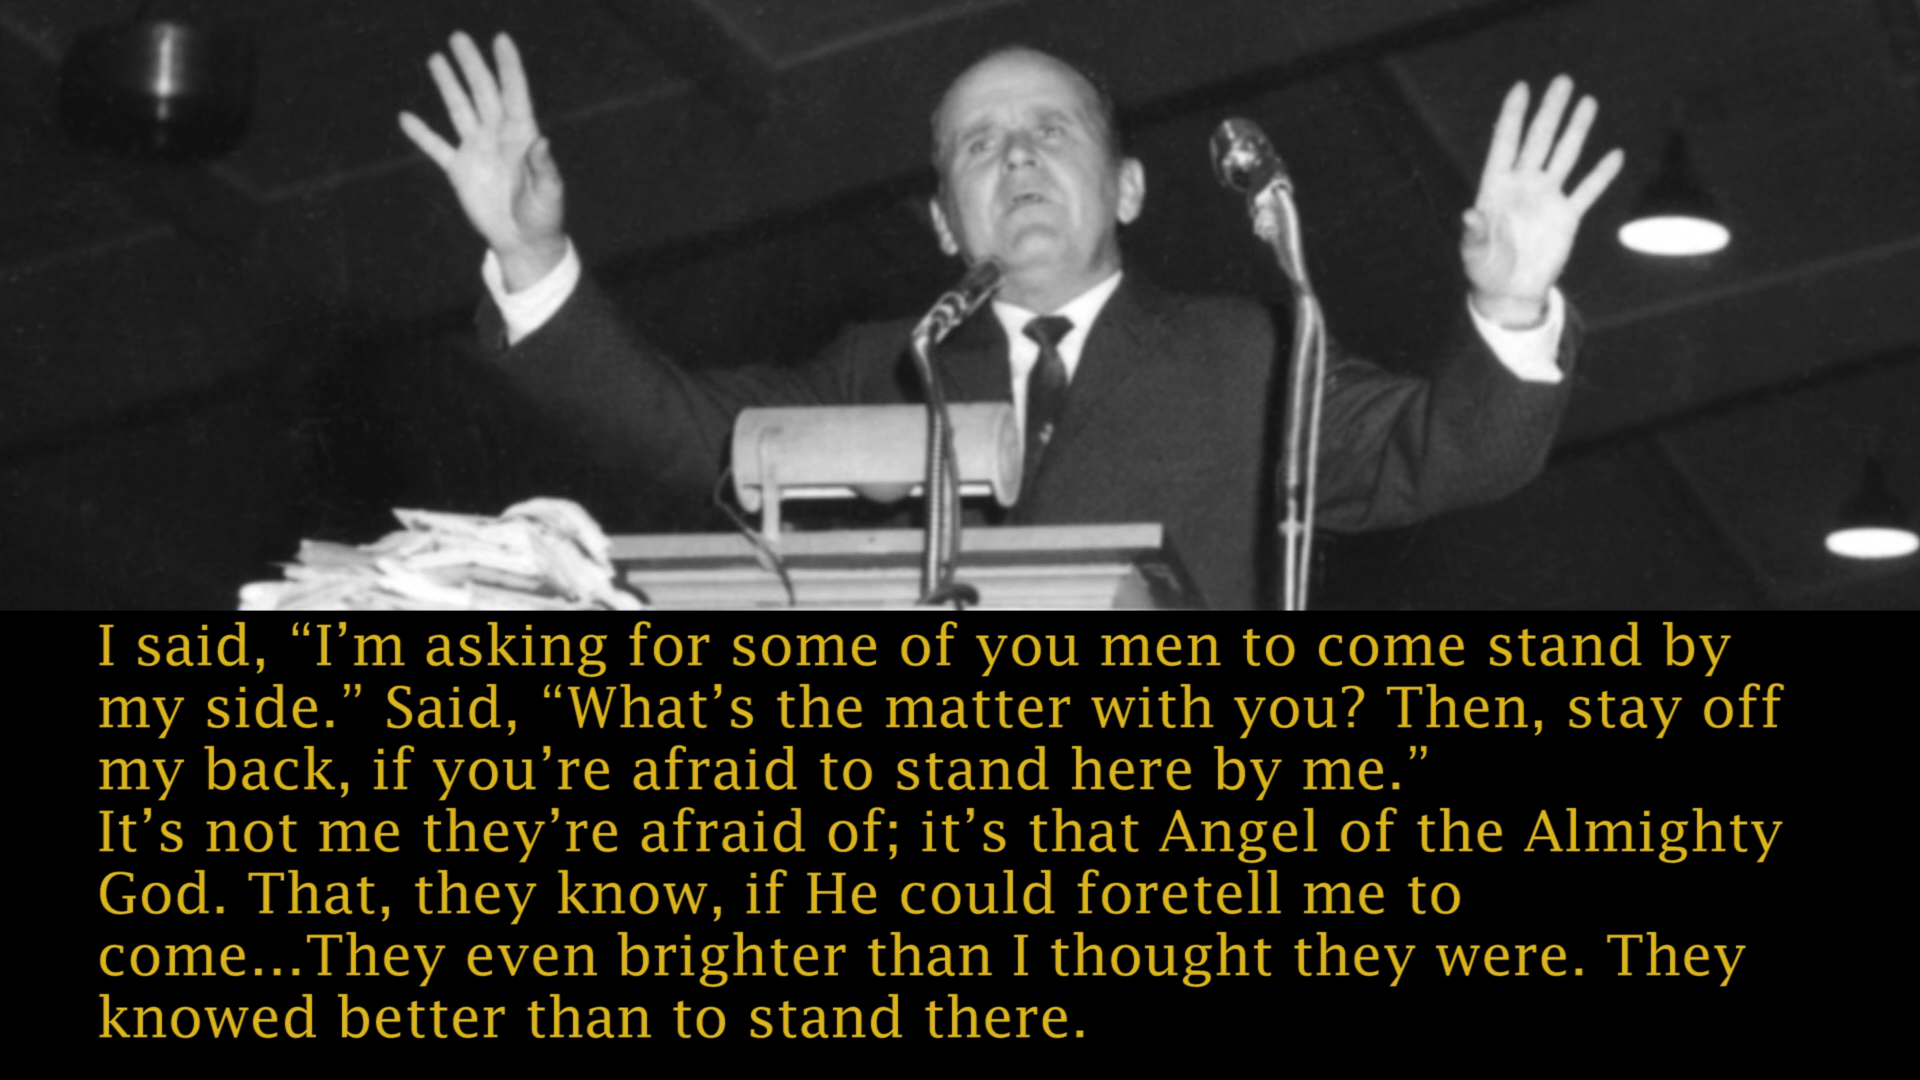 I said, “I’m asking for some of you men to come stand by
my side.” Said, “What’s the matter with you? Then, stay off
my back, if you’re afraid to stand here by me.”
It’s not me they’re afraid of; it’s that Angel of the Almighty
God. That, they know, if He could foretell me to
come...They even brighter than I thought they were. They
knowed better than to stand there.